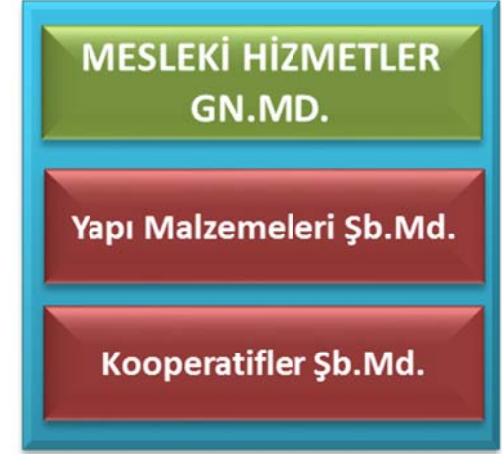 MESLEKİ HİZMETLER
GN.MD.
Yapı Malzemeleri Şb.Md.
Kooperatifler Şb.Md.